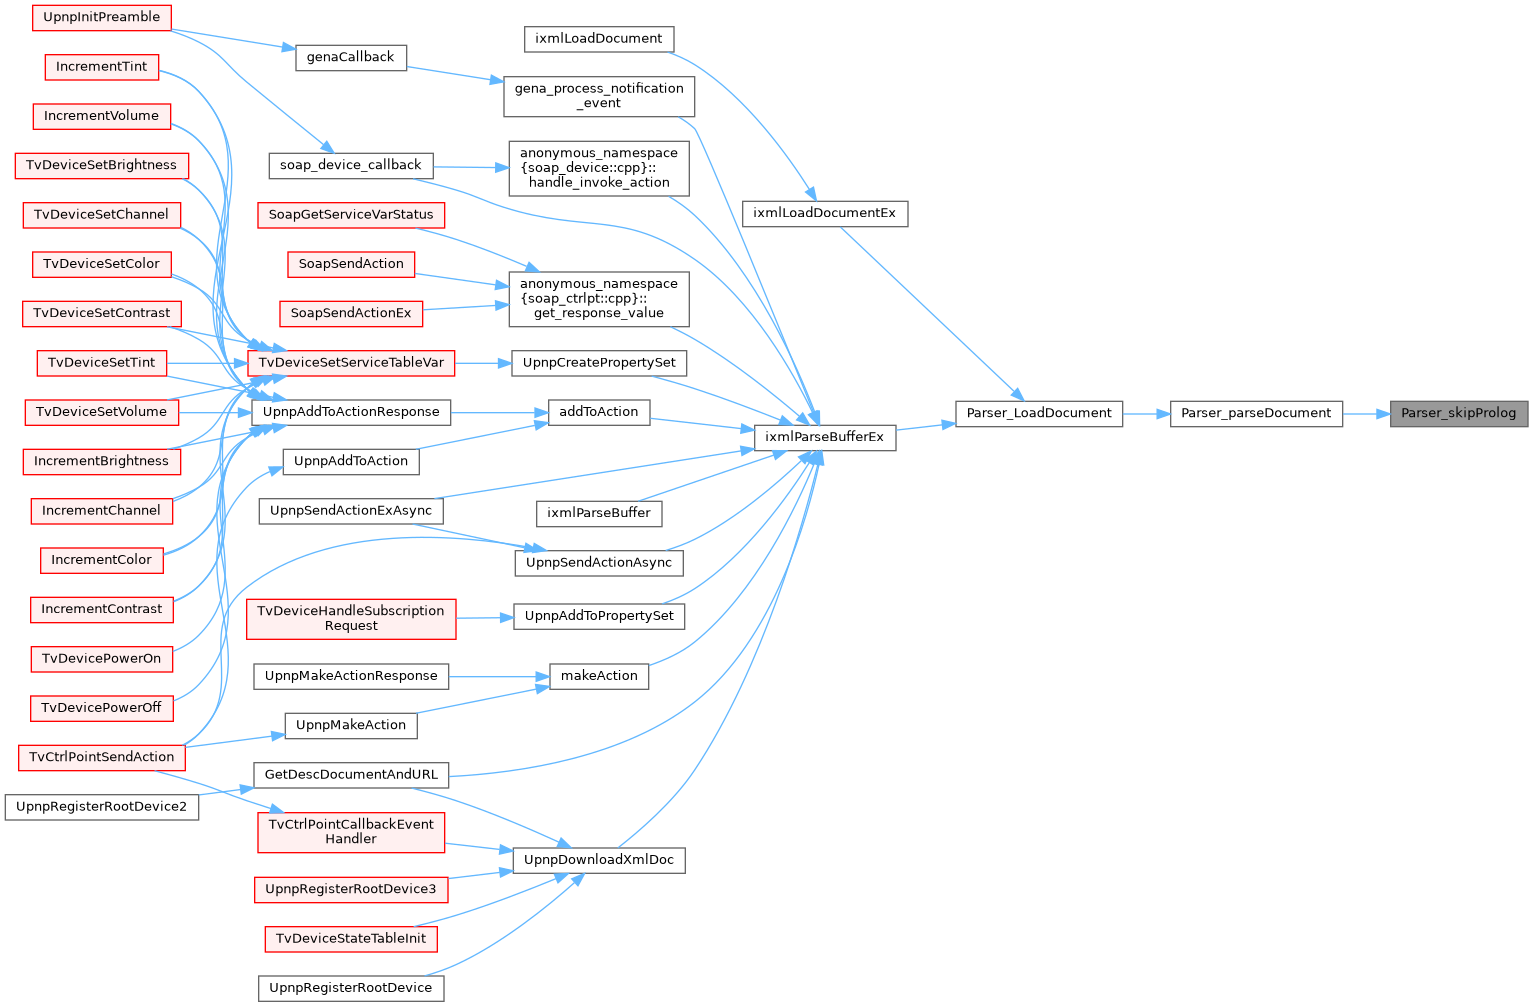 UpnpInitPreamble
IncrementTint
IncrementVolume
TvDeviceSetBrightness
TvDeviceSetChannel
TvDeviceSetColor
TvDeviceSetContrast
TvDeviceSetTint
TvDeviceSetVolume
IncrementBrightness
IncrementChannel
IncrementColor
IncrementContrast
TvDevicePowerOn
TvDevicePowerOff
TvCtrlPointSendAction
UpnpRegisterRootDevice2
genaCallback
soap_device_callback
SoapGetServiceVarStatus
SoapSendAction
SoapSendActionEx
TvDeviceSetServiceTableVar
UpnpAddToActionResponse
UpnpAddToAction
UpnpSendActionExAsync
TvDeviceHandleSubscription
Request
UpnpMakeActionResponse
UpnpMakeAction
GetDescDocumentAndURL
TvCtrlPointCallbackEvent
Handler
UpnpRegisterRootDevice3
TvDeviceStateTableInit
UpnpRegisterRootDevice
ixmlLoadDocument
gena_process_notification
_event
anonymous_namespace
{soap_device::cpp}::
handle_invoke_action
anonymous_namespace
{soap_ctrlpt::cpp}::
get_response_value
UpnpCreatePropertySet
addToAction
ixmlParseBuffer
UpnpSendActionAsync
UpnpAddToPropertySet
makeAction
UpnpDownloadXmlDoc
ixmlLoadDocumentEx
ixmlParseBufferEx
Parser_LoadDocument
Parser_parseDocument
Parser_skipProlog